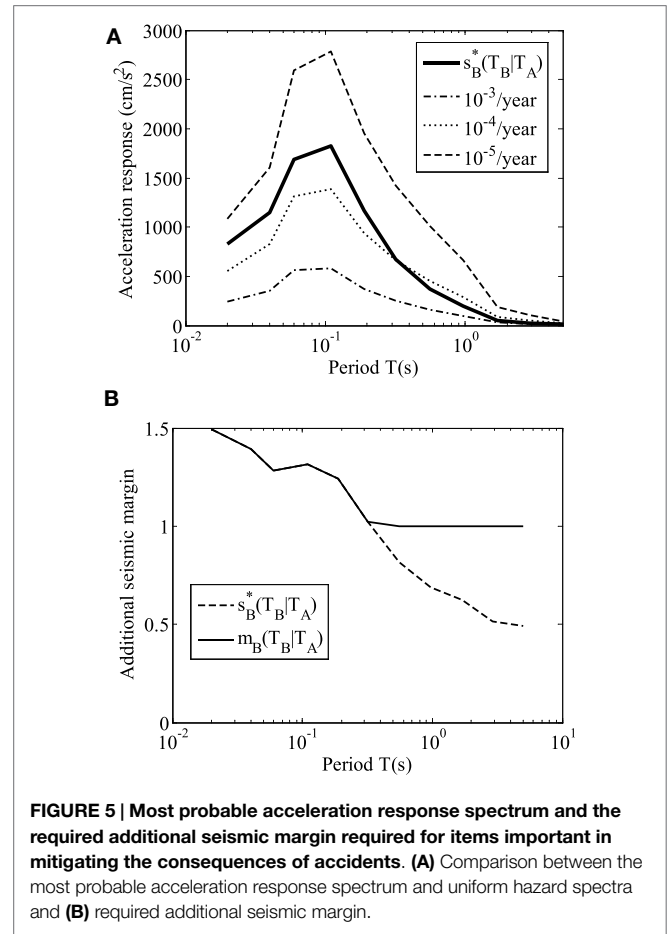 A
Acceleration response (cm/s²)
3000
2500
2000
1500
1000
500
0
s*B(TB|TA)
10⁻³/year
10⁻⁴/year
10⁻⁵/year
10⁻² 10⁻¹ 10⁰
Period T(s)
B
Additional seismic margin
1.5
1
0.5
0
s*B(TB|TA)
mB(TB|TA)
10⁻² 10⁻¹ 10⁰ 10¹
Period T(s)
FIGURE 5 | Most probable acceleration response spectrum and the
required additional seismic margin required for items important in
mitigating the consequences of accidents. (A) Comparison between the
most probable acceleration response spectrum and uniform hazard spectra
and (B) required additional seismic margin.